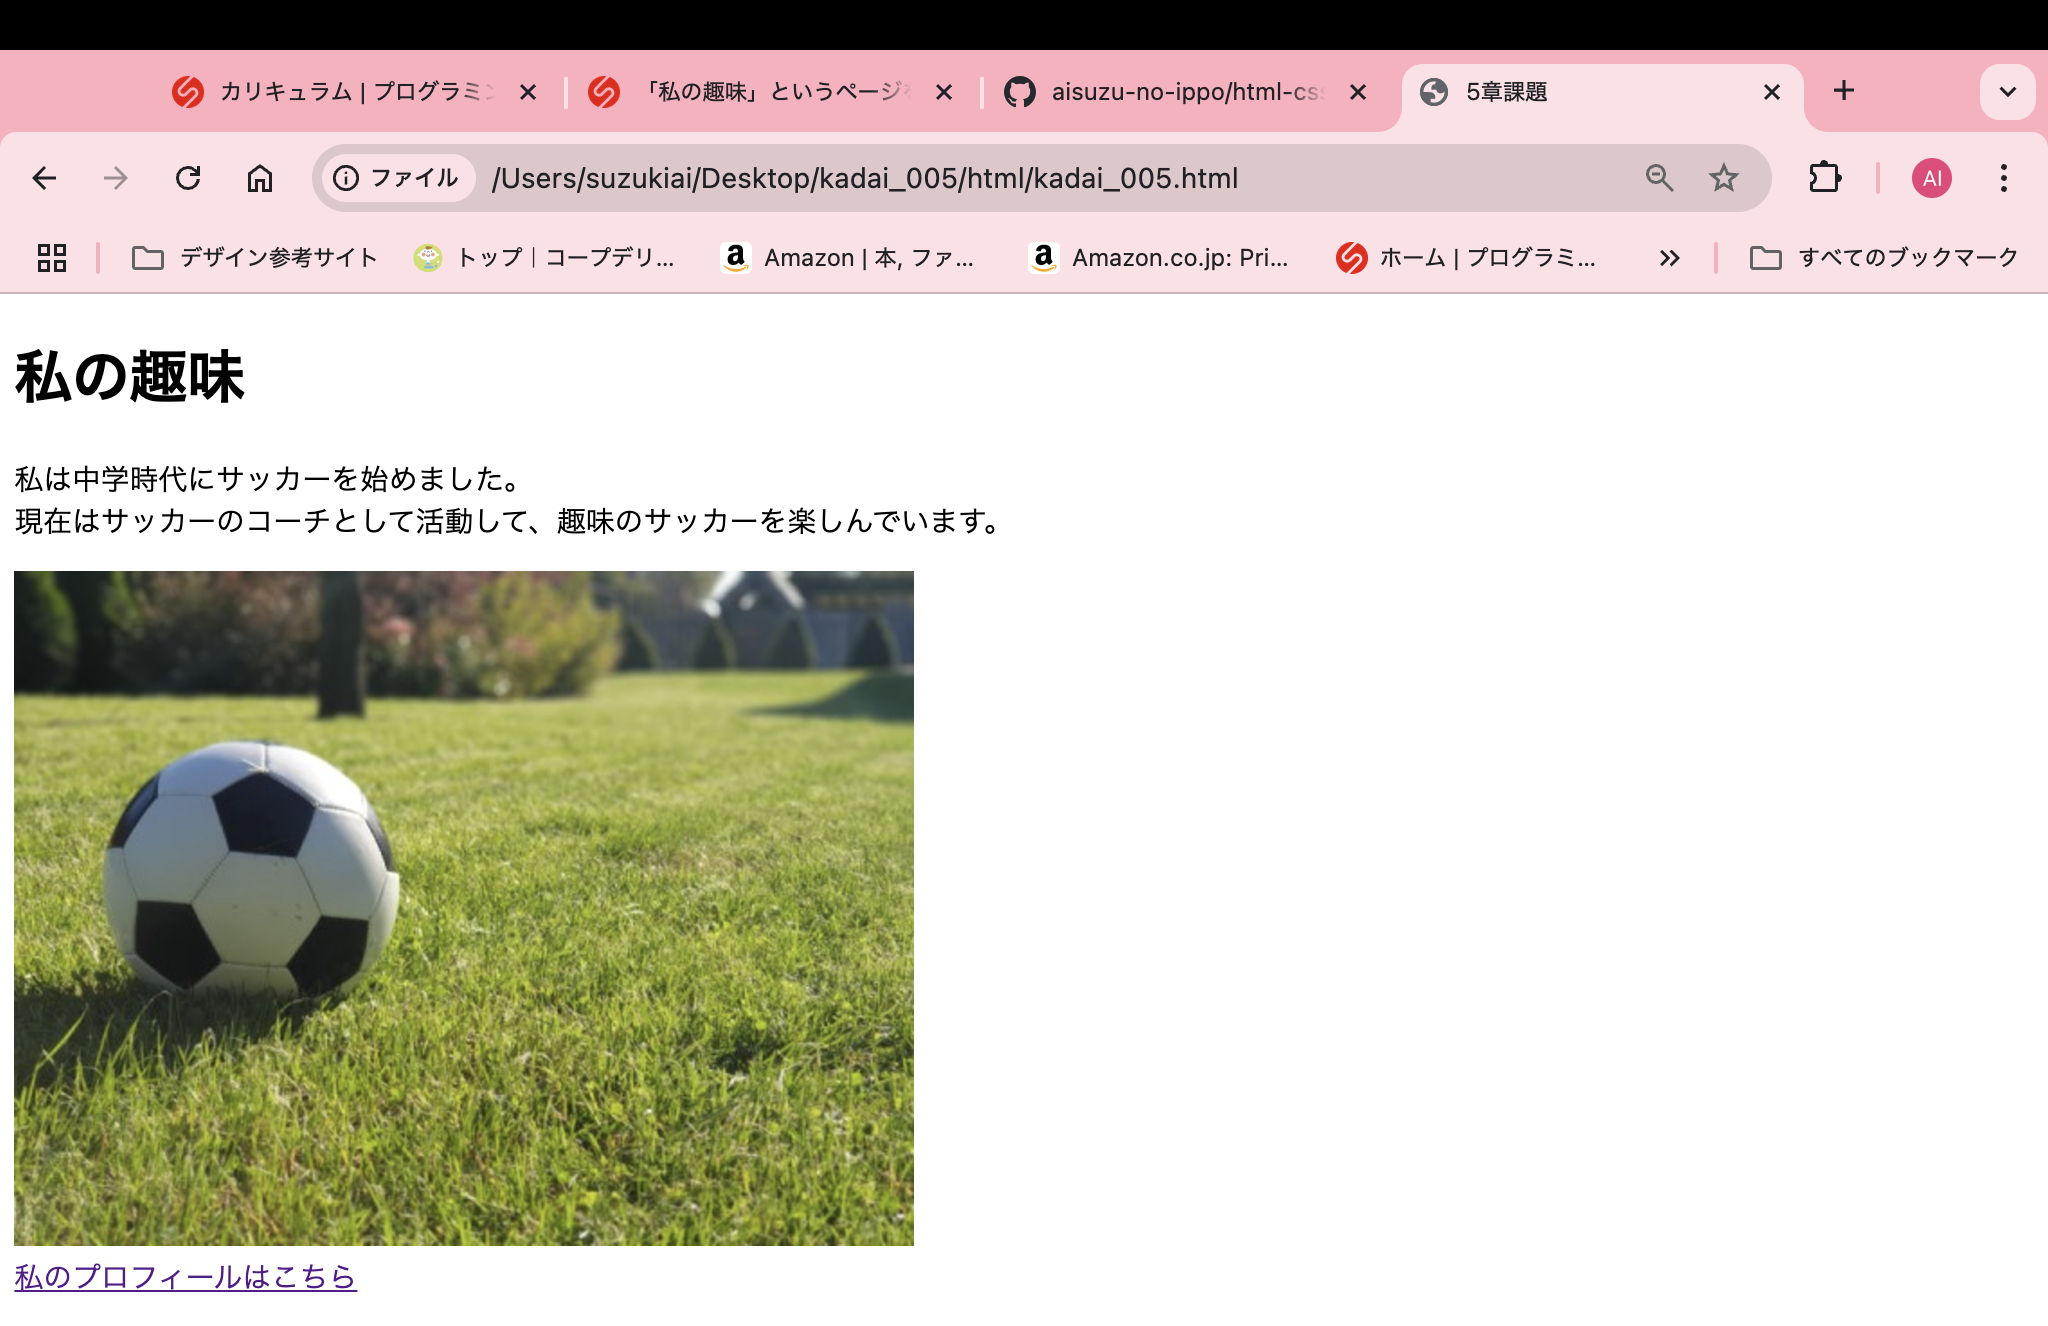 カリキュラム | プログラミ
「私の趣味」というページ
aisuzu-no-ippo/html-cs
5章課題
ファイル /Users/suzukiai/Desktop/kadai_005/html/kadai_005.html
AI
デザイン参考サイト
トップ｜コープデリ...
Amazon | 本, ファ...
Amazon.co.jp: Pri...
ホーム | プログラミ...
すべてのブックマーク
私の趣味
私は中学時代にサッカーを始めました。
現在はサッカーのコーチとして活動して、趣味のサッカーを楽しんでいます。
私のプロフィールはこちら